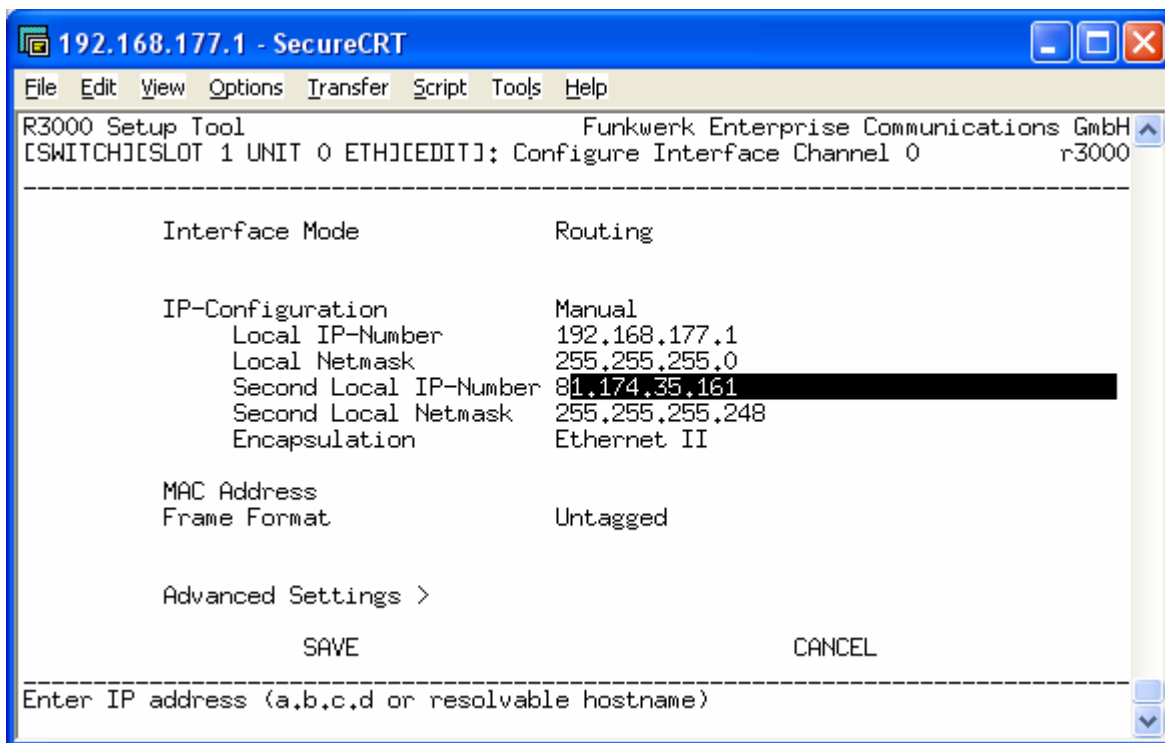 192.168.177.1 - SecureCRT
File Edit View Options Transfer Script Tools Help
R3000 Setup Tool Funkwerk Enterprise Communications GmbH
[SWITCH][SLOT 1 UNIT 0 ETH][EDIT]: Configure Interface Channel 0 r3000
Interface Mode Routing
IP-Configuration Manual
Local IP-Number 192.168.177.1
Local Netmask 255.255.255.0
Second Local IP-Number 81.174.35.161
Second Local Netmask 255.255.255.248
Encapsulation Ethernet II
MAC Address
Frame Format Untagged
Advanced Settings >
SAVE CANCEL
Enter IP address (a.b.c.d or resolvable hostname)